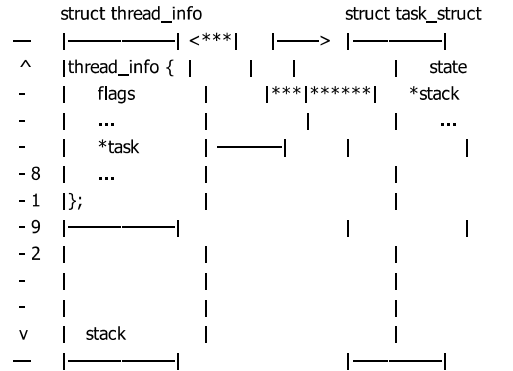 struct thread_info struct task_struct
— |————————| <***| |———> |———————|
^ |thread_info { | | | | state
- | flags | |***|******| *stack
- | ... | | | ...
- | *task | —————| | |
- 8 | ... | |
- 1 |}; | |
- 9 |————————| | |
- 2 | | |
- | | |
- | | |
v | stack | |
— |————————| |———————|